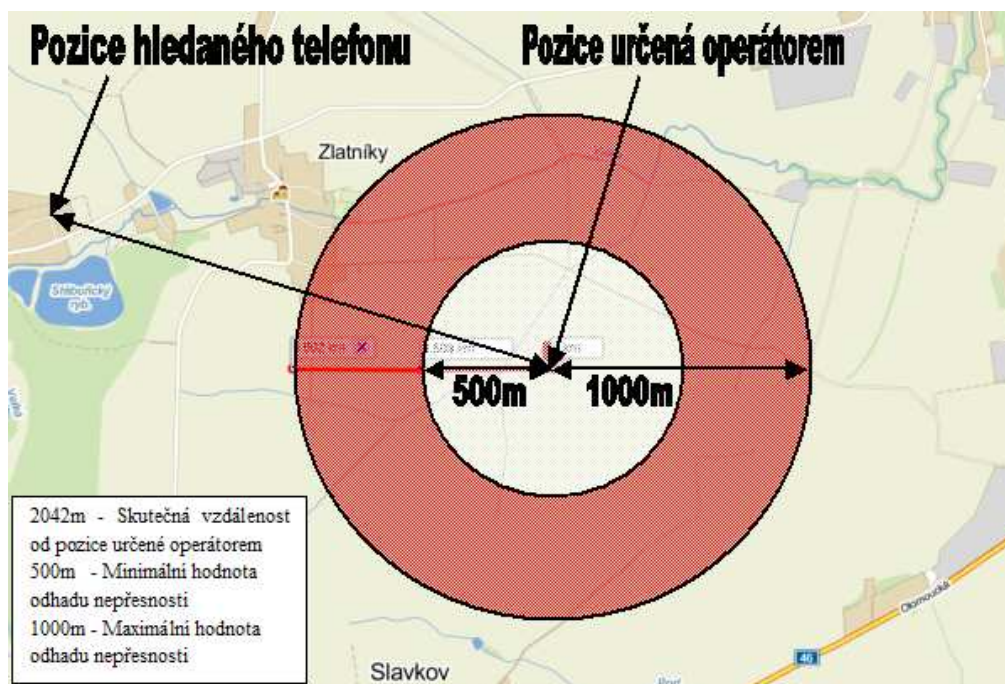 Pozice hledaného telefonu
Pozice určená operátorem
Zlatníky
500m
1000m
2042m - Skutečná vzdálenost
od pozice určené operátorem
500m - Minimální hodnota
odhadu nepřesnosti
1000m - Maximální hodnota
odhadu nepřesnosti
Olomoucká
46
Slavkov